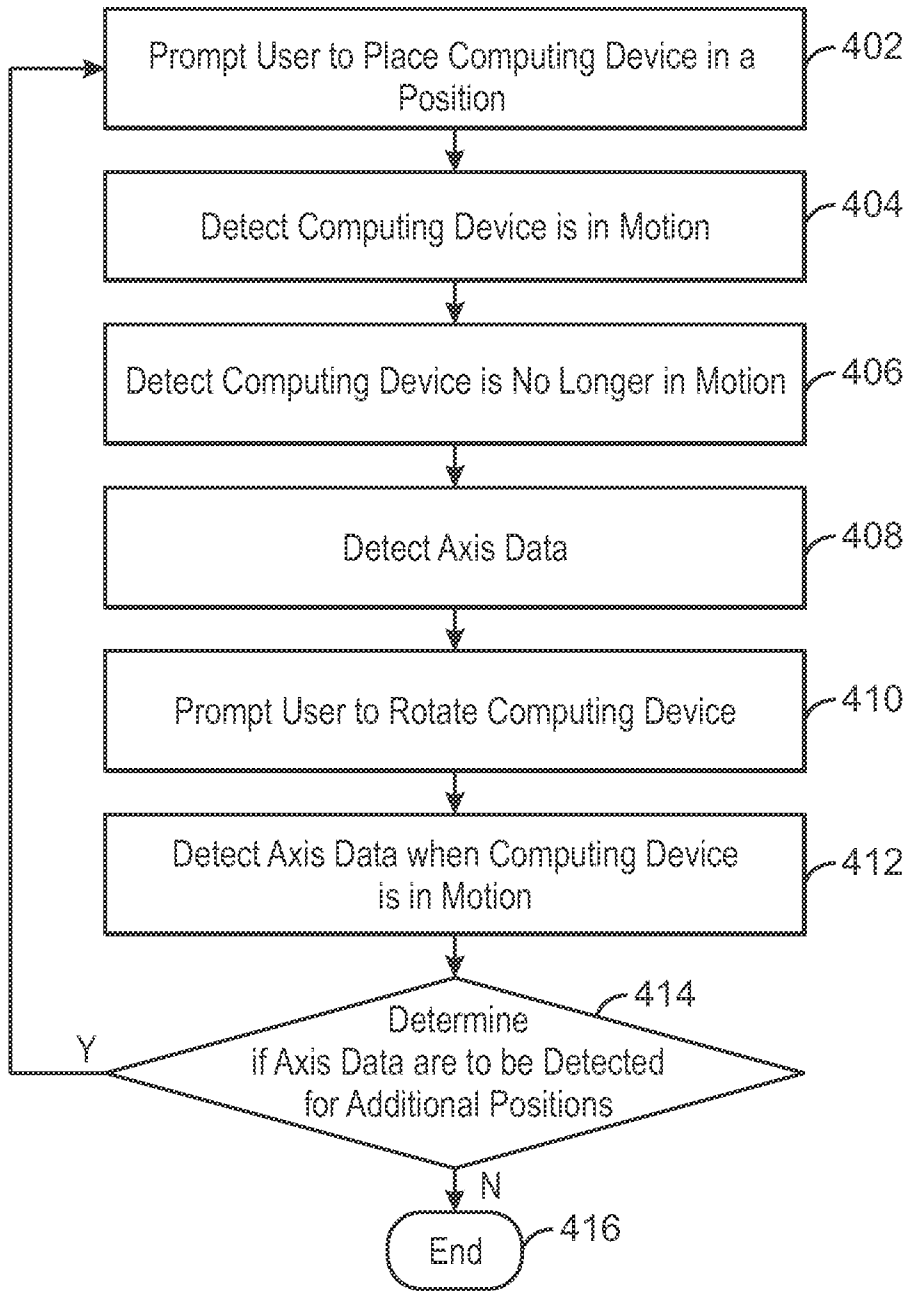 Prompt User to Place Computing Device in a
Position
402
Detect Computing Device is in Motion
404
Detect Computing Device is No Longer in Motion
406
Detect Axis Data
408
Prompt User to Rotate Computing Device
410
Detect Axis Data when Computing Device
is in Motion
412
414
Determine
if Axis Data are to be Detected
for Additional Positions
Y
N
End
416